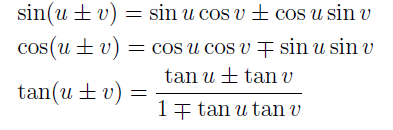 sin(u ± v) = sin u cos v ± cos u sin v
cos(u ± v) = cos u cos v ∓ sin u sin v
tan(u ± v) = (tan u ± tan v) / (1 ∓ tan u tan v)